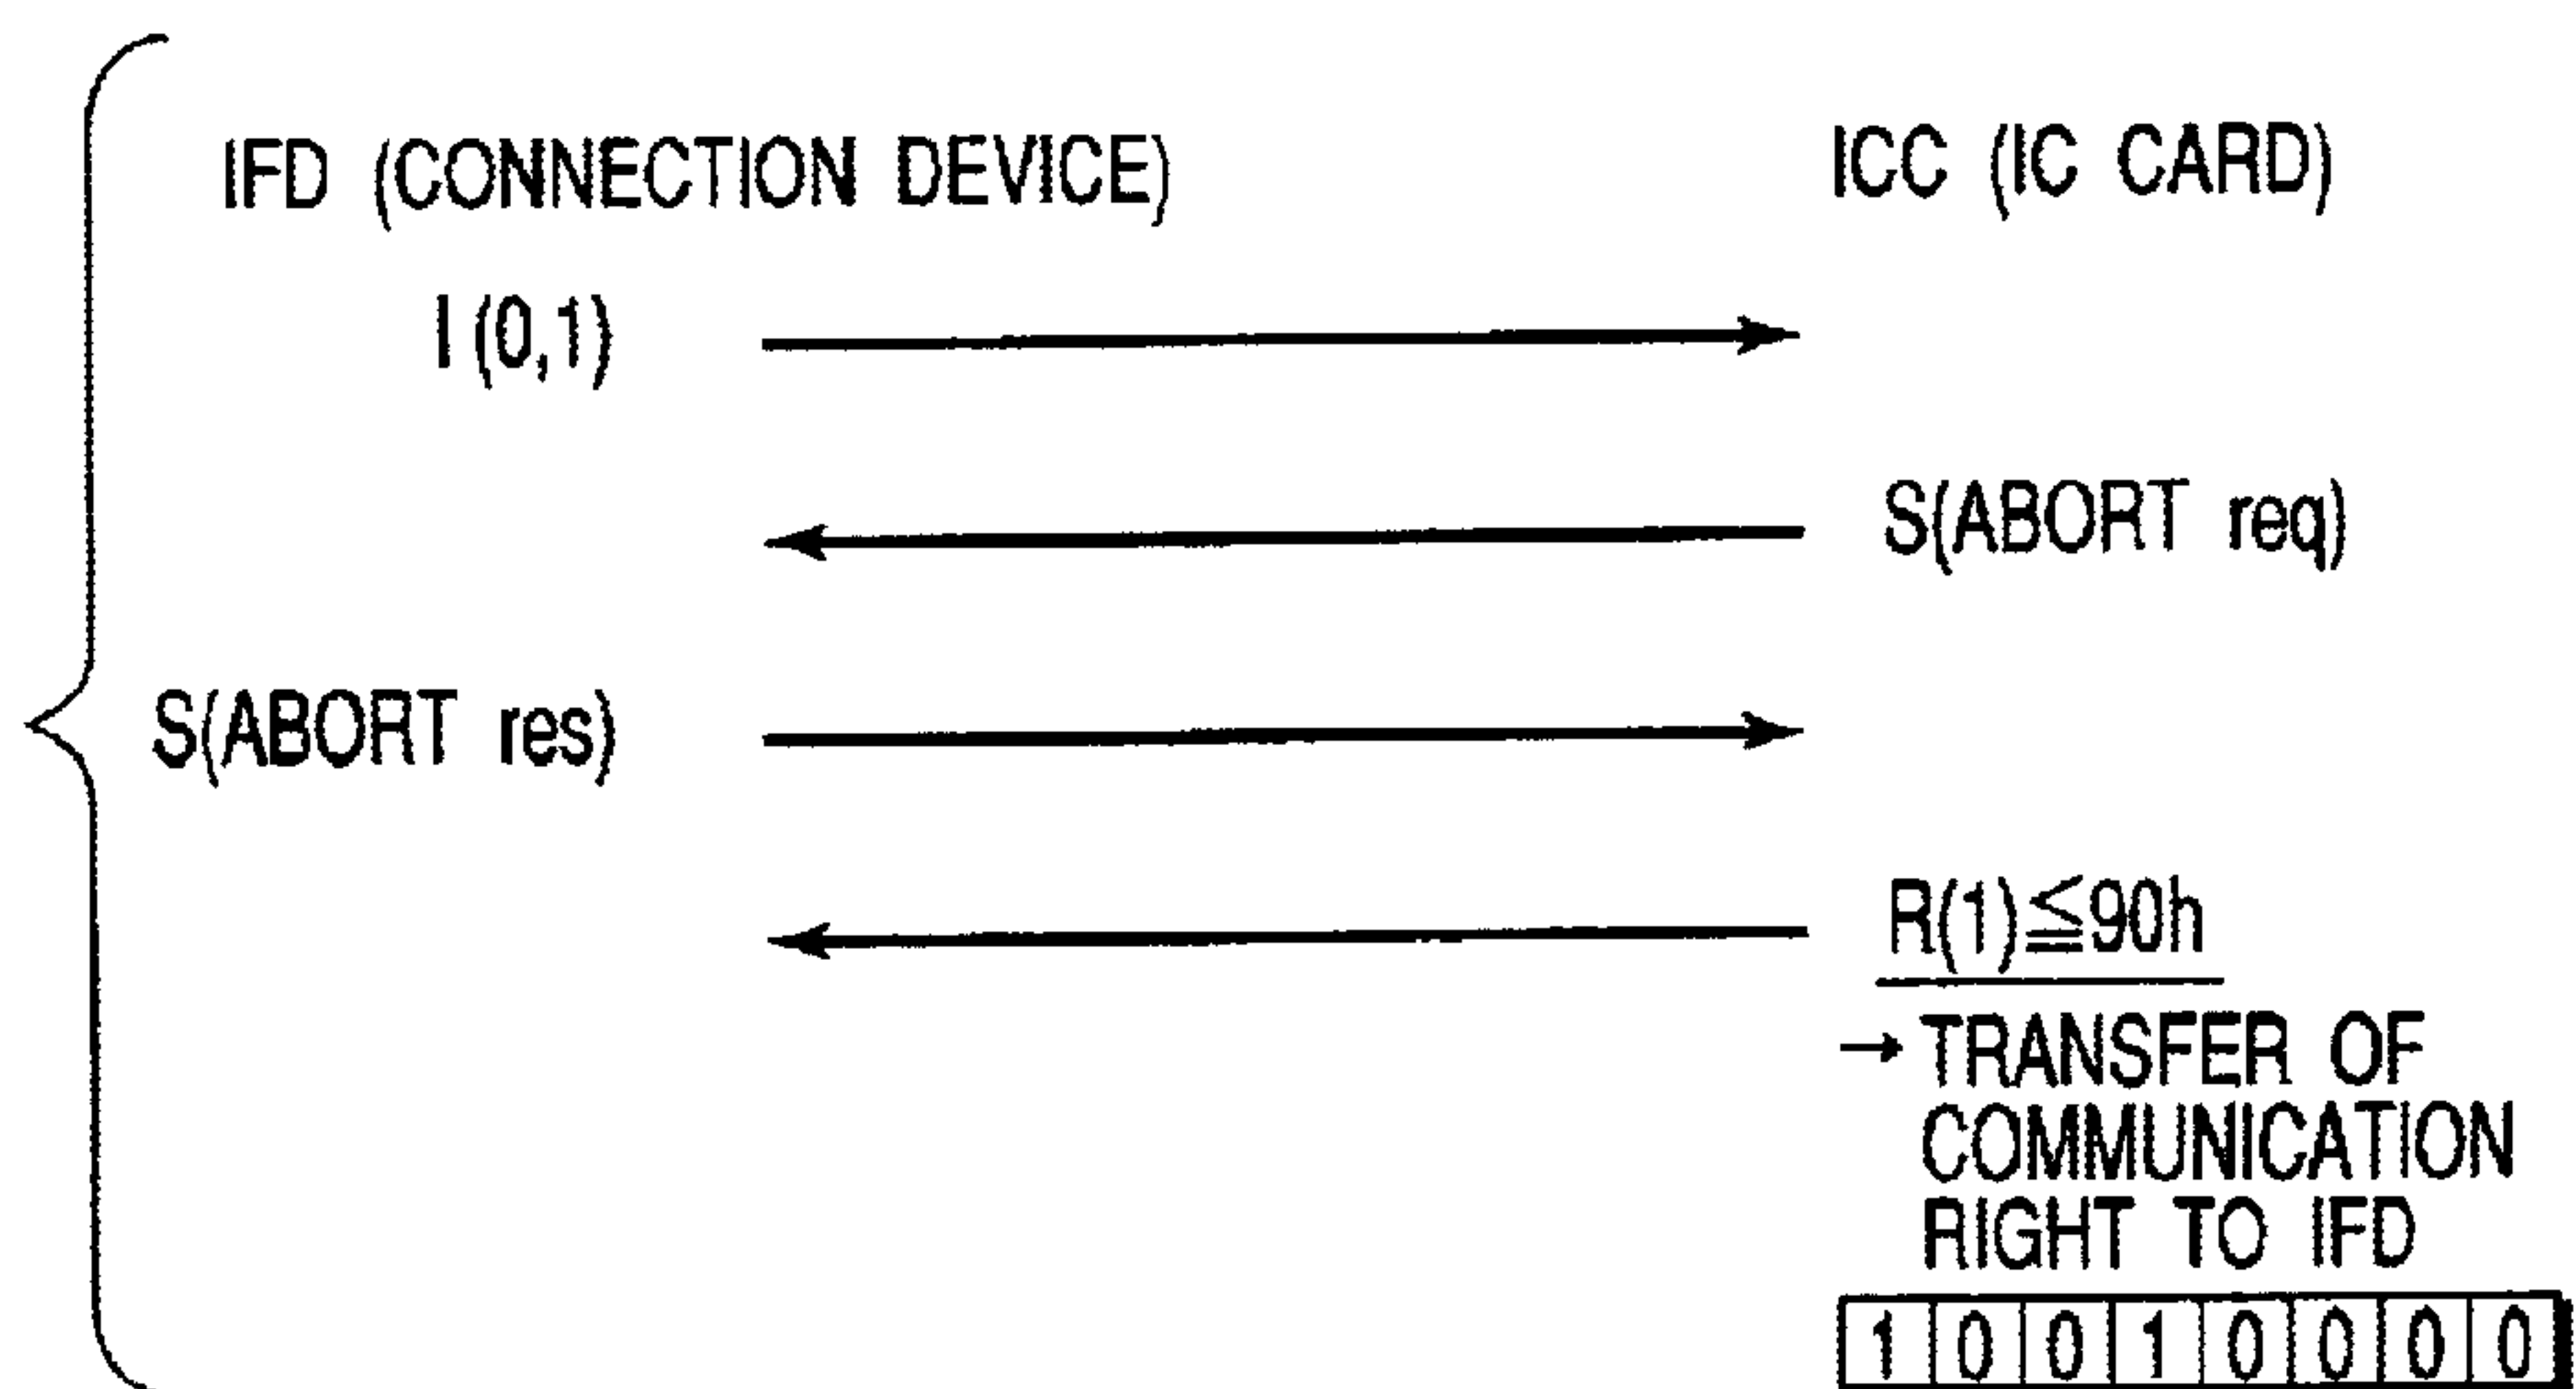 IFD (CONNECTION DEVICE) ICC (IC CARD)
I (0,1)
S(ABORT req)
S(ABORT res)
R(1)≦90h
→ TRANSFER OF
COMMUNICATION
RIGHT TO IFD
1 0 0 1 0 0 0 0